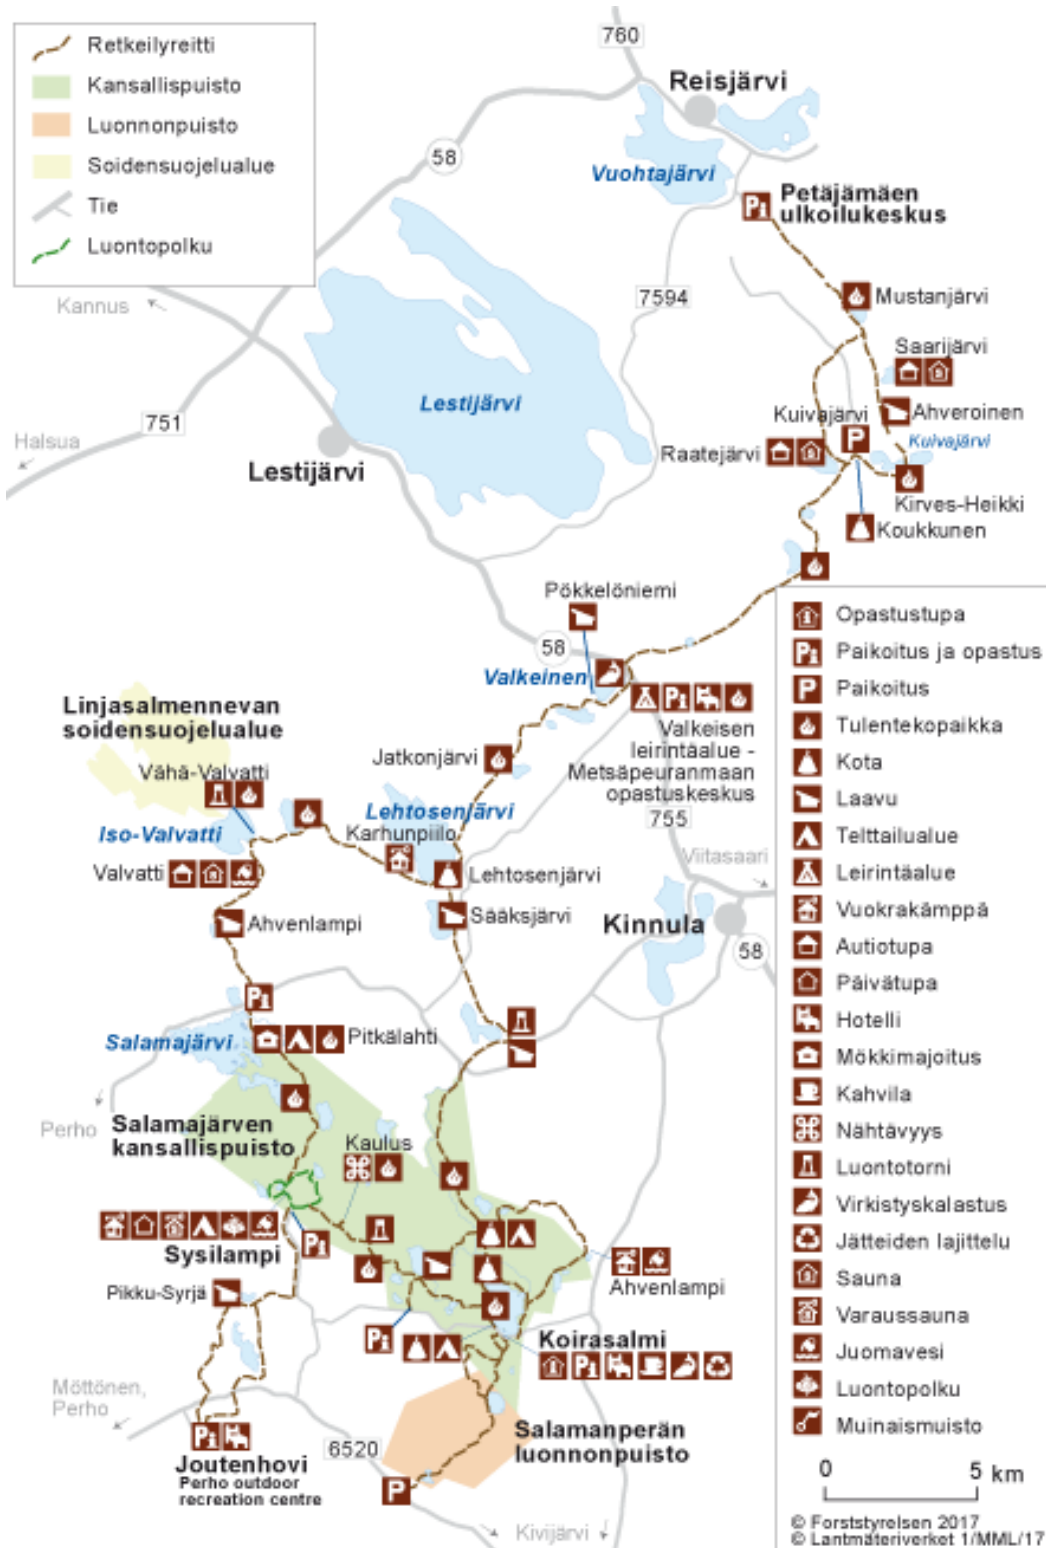 Retkeilyreitti
Kansallispuisto
Luonnonpuisto
Soidensuojelualue
Tie
Luontopolku
760
Reisjärvi
58
Vuohtajärvi
Petäjämäen
ulkoilukeskus
Kannus
7594
Mustanjärvi
Saarijärvi
Lestijärvi
751
Halsua
Kuivajärvi
Ahveroinen
Kuivajärvi
Raatejärvi
Lestijärvi
Kirves-Heikki
Koukkunen
Pökkelöniemi
58
Valkeinen
Linjasalmennevan
soidensuojelualue
Valkeisen
leirintäalue -
Metsäpeuranmaan
opastuskeskus
Jatkonjärvi
Vähä-Valvatti
Lehtosenjärvi
755
Iso-Valvatti
Karhunpiilo
Viitasaari
Valvatti
Lehtosenjärvi
Ahvenlampi
Sääksjärvi
Kinnula
58
Salamajärvi
Pitkälahti
Perho
Salamajärven
kansallispuisto
Kaulus
Sysilampi
Ahvenlampi
Pikku-Syrjä
Koirasalmi
Möttönen,
Perho
Salamanperän
luonnonpuisto
6520
Joutenhovi
Perho outdoor
recreation centre
Kivijärvi
Opastustupa
Paikoitus ja opastus
Paikoitus
Tulentekopaikka
Kota
Laavu
Telttailualue
Leirintäalue
Vuokrakämppä
Autiotupa
Päivätupa
Hotelli
Mökkimajoitus
Kahvila
Nähtävyys
Luontotorni
Virkistyskalastus
Jätteiden lajittelu
Sauna
Varaussauna
Juomavesi
Luontopolku
Muinaismuisto
0 5 km
© Forststyrelsen 2017
© Lantmäteriverket 1/MML/17